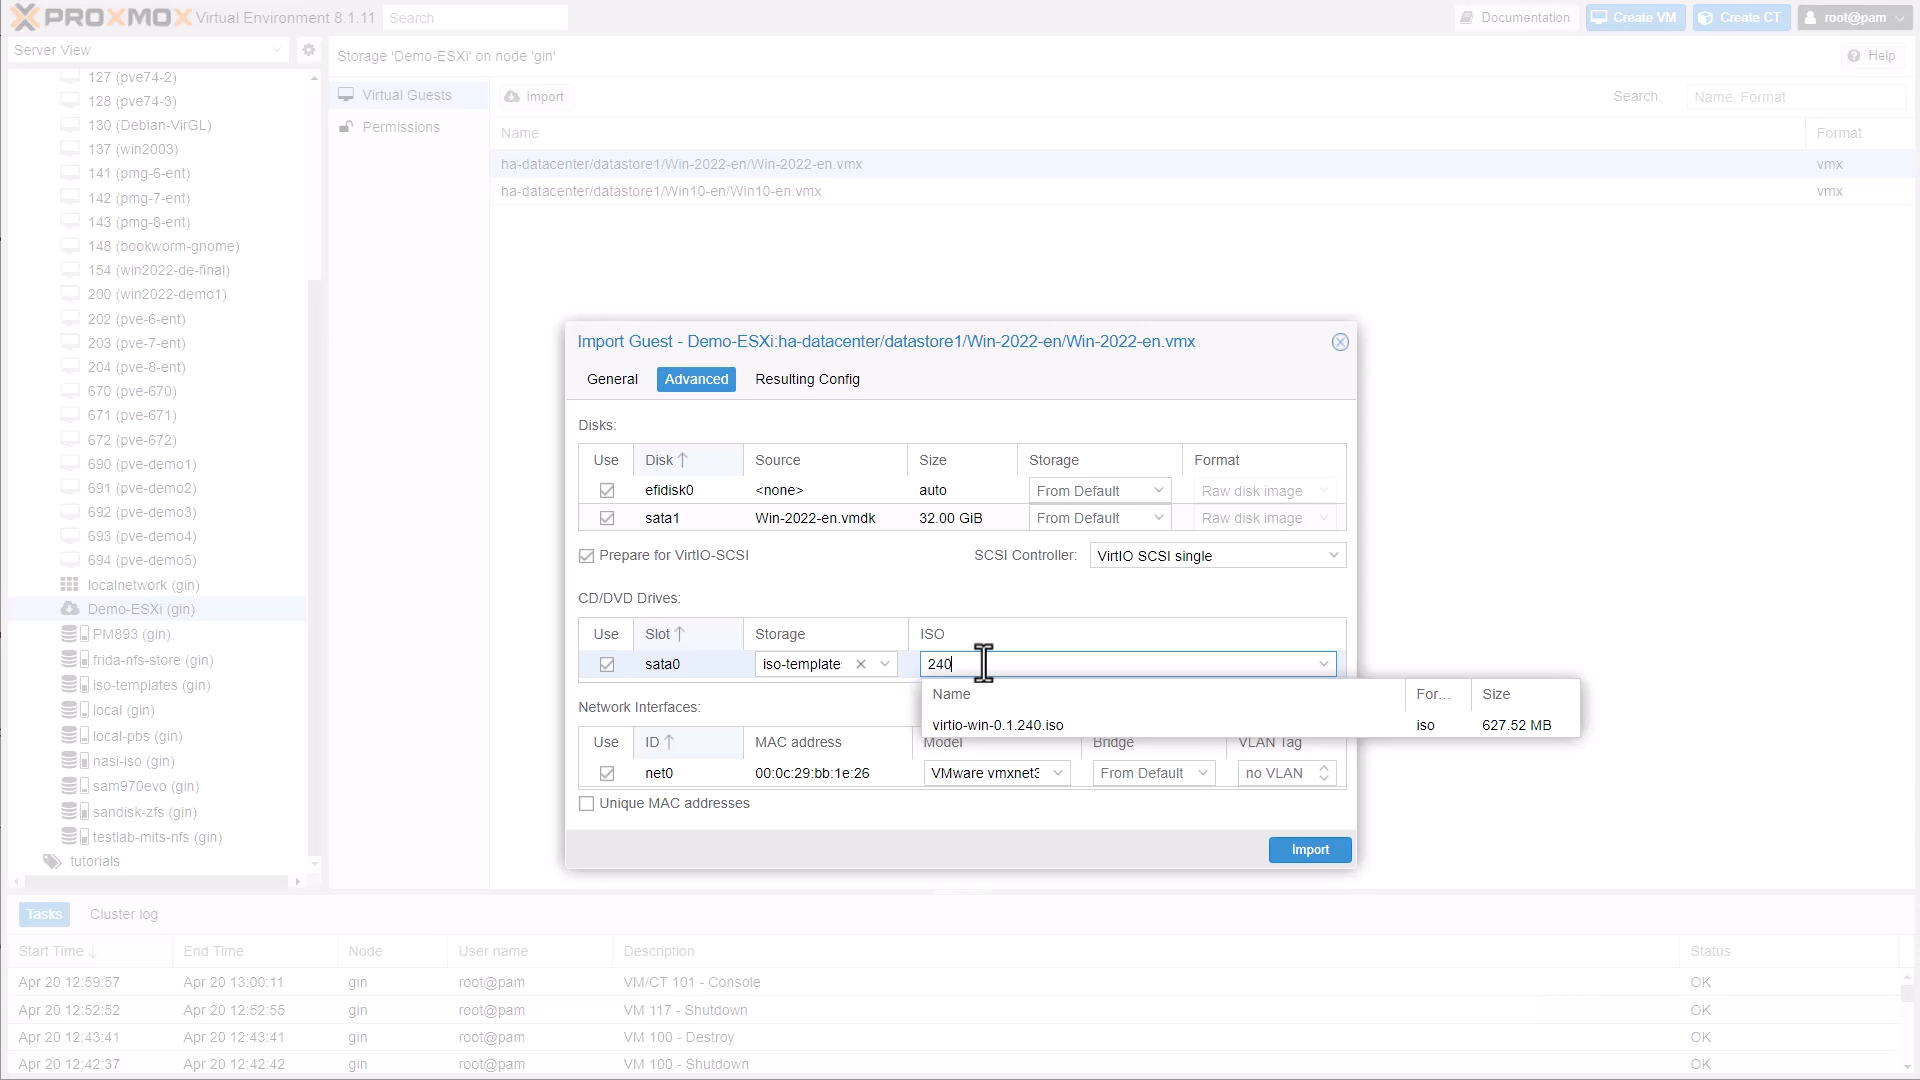 PROXMOX Virtual Environment 8.1.11 Search Documentation Create VM Create CT root@pam
Server View
Storage 'Demo-ESXi' on node 'gin' Help
127 (pve74-2)
128 (pve74-3)
130 (Debian-VirGL)
137 (win2003)
141 (pmg-6-ent)
142 (pmg-7-ent)
143 (pmg-8-ent)
148 (bookworm-gnome)
154 (win2022-de-final)
200 (win2022-demo1)
202 (pve-6-ent)
203 (pve-7-ent)
204 (pve-8-ent)
670 (pve-670)
671 (pve-671)
672 (pve-672)
690 (pve-demo1)
691 (pve-demo2)
692 (pve-demo3)
693 (pve-demo4)
694 (pve-demo5)
localnetwork (gin)
Demo-ESXi (gin)
PM893 (gin)
frida-nfs-store (gin)
iso-templates (gin)
local (gin)
local-pbs (gin)
nasi-iso (gin)
sam970evo (gin)
sandisk-zfs (gin)
testlab-mits-nfs (gin)
tutorials
Virtual Guests
Permissions
Import Search: Name, Format
Name Format
ha-datacenter/datastore1/Win-2022-en/Win-2022-en.vmx vmx
ha-datacenter/datastore1/Win10-en/Win10-en.vmx vmx
Import Guest - Demo-ESXi:ha-datacenter/datastore1/Win-2022-en/Win-2022-en.vmx
General Advanced Resulting Config
Disks:
Use Disk Source Size Storage Format
efidisk0 <none> auto From Default Raw disk image
sata1 Win-2022-en.vmdk 32.00 GiB From Default Raw disk image
Prepare for VirtIO-SCSI SCSI Controller: VirtIO SCSI single
CD/DVD Drives:
Use Slot Storage ISO
sata0 iso-template 240
Name For... Size
virtio-win-0.1.240.iso iso 627.52 MB
Network Interfaces:
Use ID MAC address Model Bridge VLAN Tag
net0 00:0c:29:bb:1e:26 VMware vmxnet3 From Default no VLAN
Unique MAC addresses
Import
Tasks Cluster log
Start Time End Time Node User name Description Status
Apr 20 12:59:57 Apr 20 13:00:11 gin root@pam VM/CT 101 - Console OK
Apr 20 12:52:52 Apr 20 12:52:55 gin root@pam VM 117 - Shutdown OK
Apr 20 12:43:41 Apr 20 12:43:41 gin root@pam VM 100 - Destroy OK
Apr 20 12:42:37 Apr 20 12:42:42 gin root@pam VM 100 - Shutdown OK